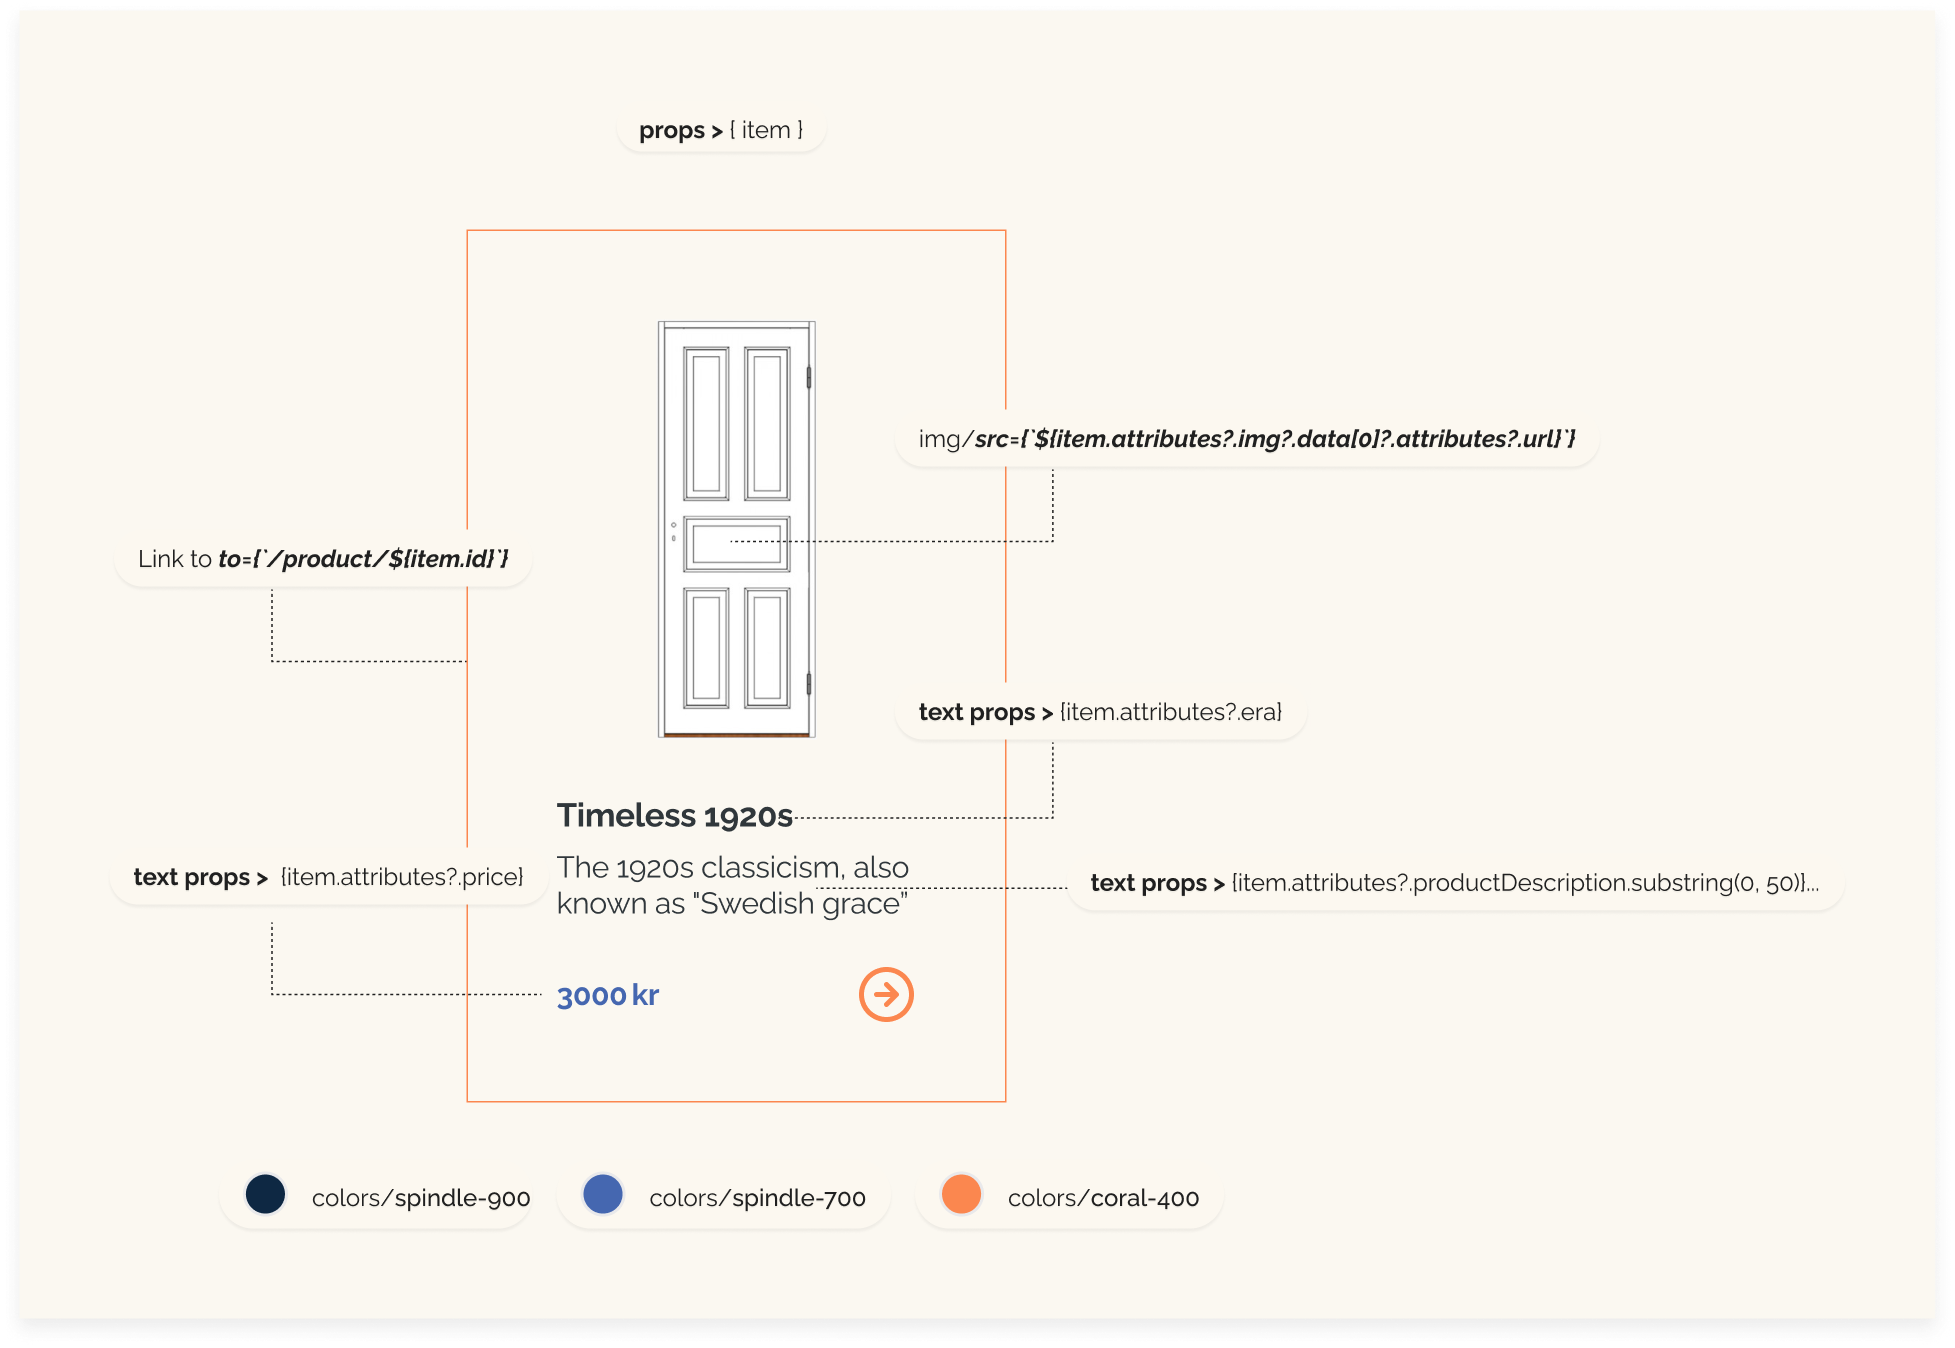 props > { item }
img/src={`${item.attributes?.img?.data[0]?.attributes?.url}`}
Link to to={`/product/${item.id}`}
text props > {item.attributes?.era}
Timeless 1920s
The 1920s classicism, also
known as "Swedish grace”
text props > {item.attributes?.price}
text props > {item.attributes?.productDescription.substring(0, 50)}...
3000 kr
colors/spindle-900
colors/spindle-700
colors/coral-400